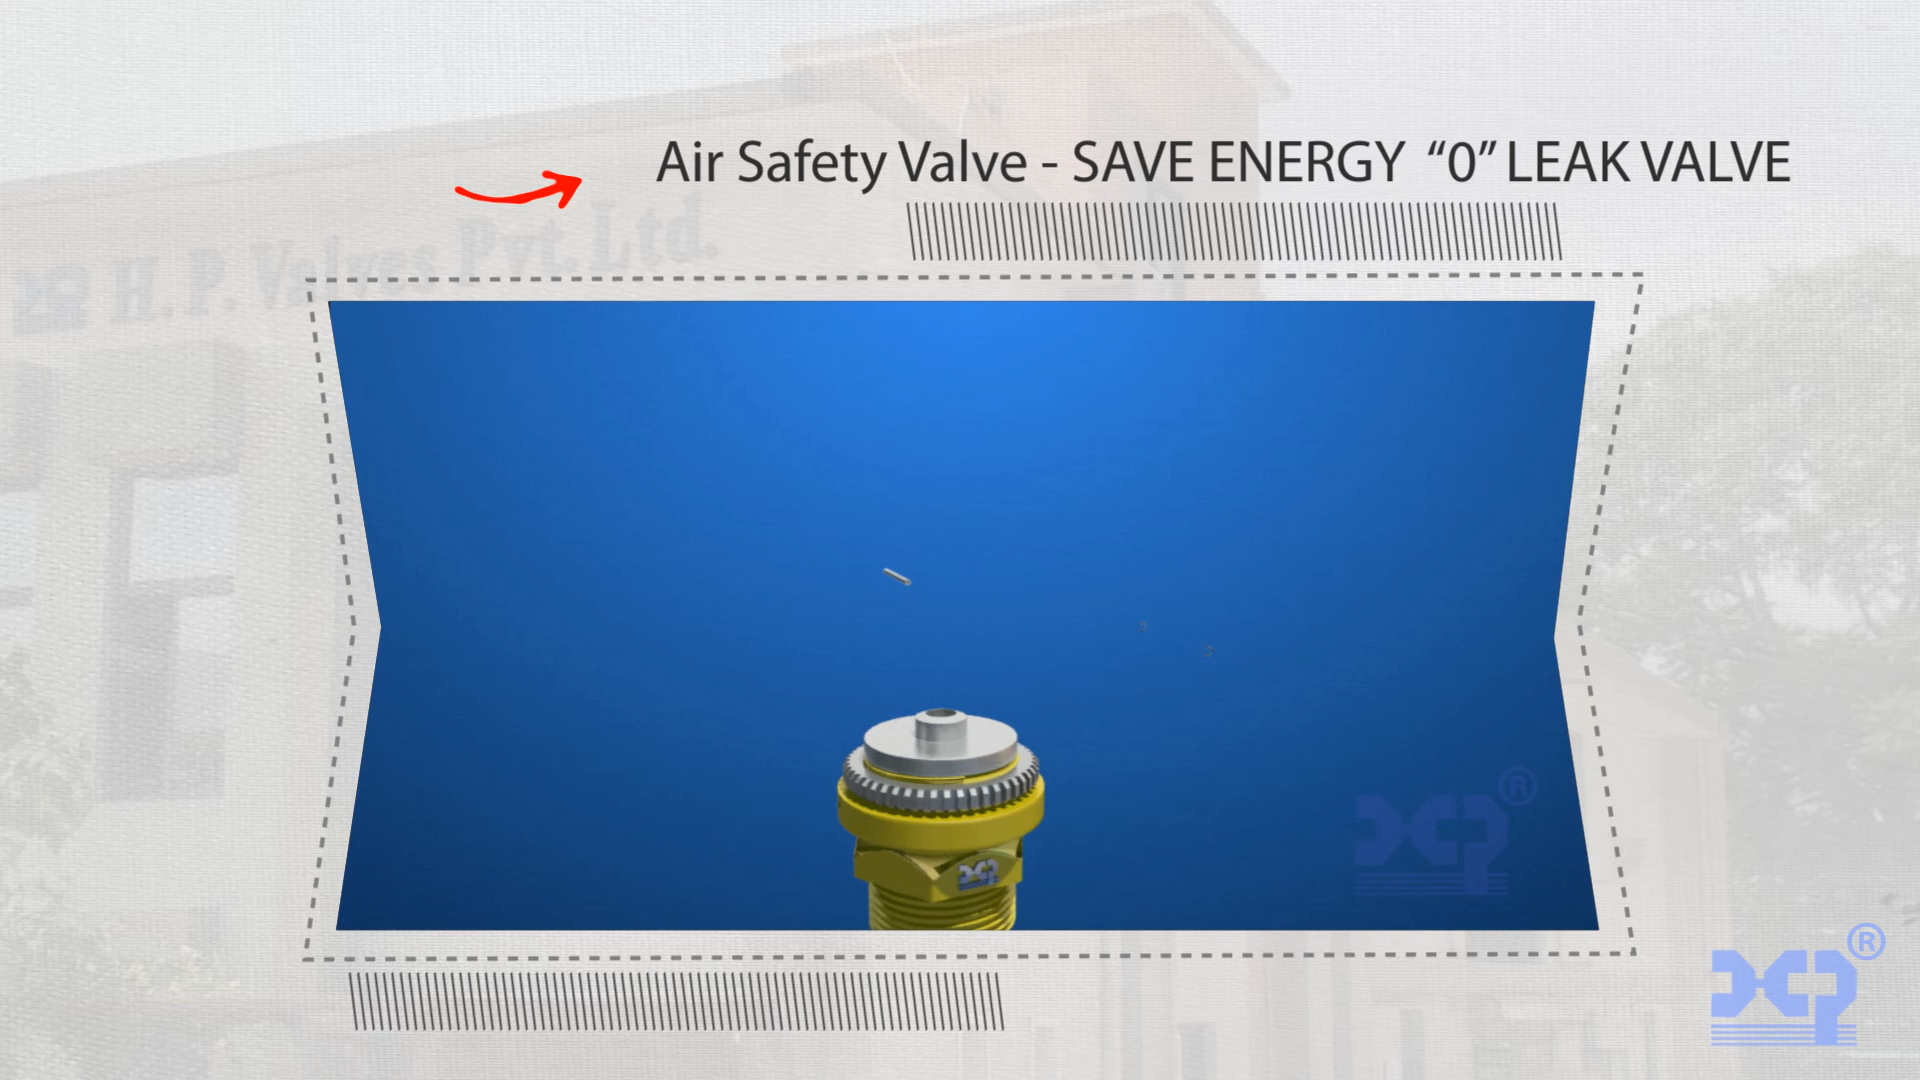 Air Safety Valve - SAVE ENERGY “0” LEAK VALVE
H. P. Valves Pvt. Ltd.
®
®